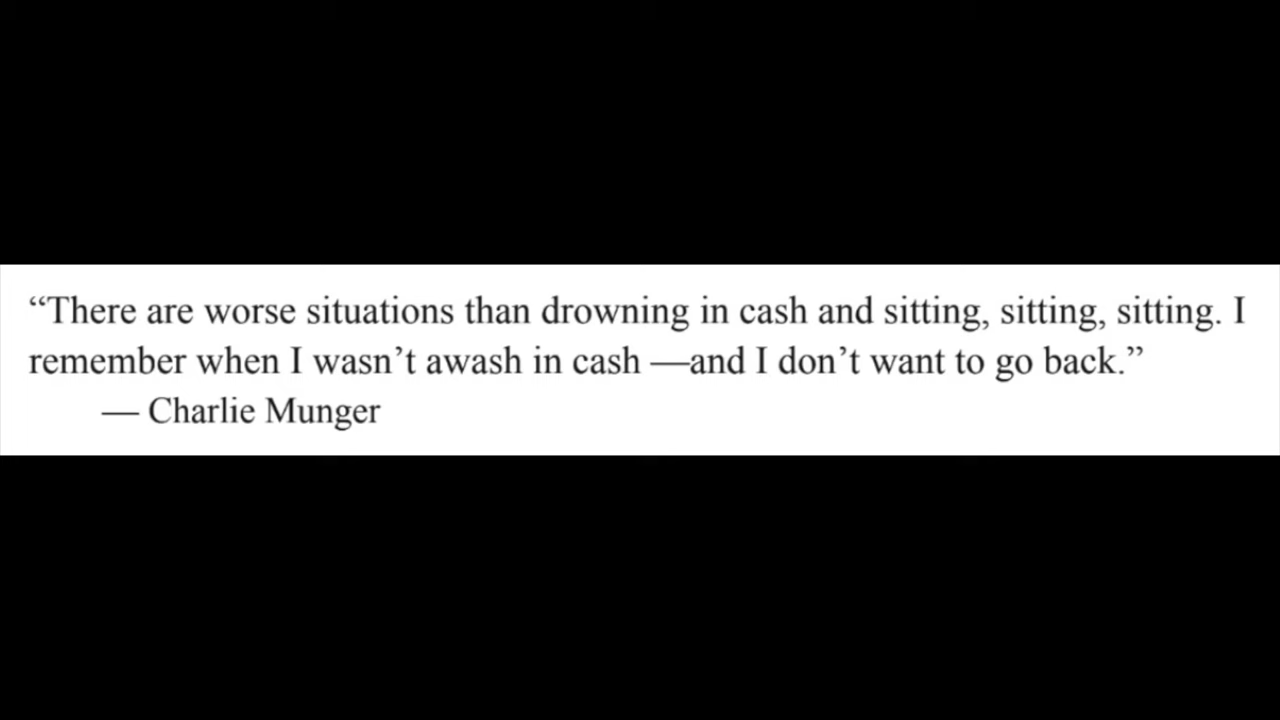 “There are worse situations than drowning in cash and sitting, sitting, sitting. I
remember when I wasn’t awash in cash —and I don’t want to go back.”
— Charlie Munger